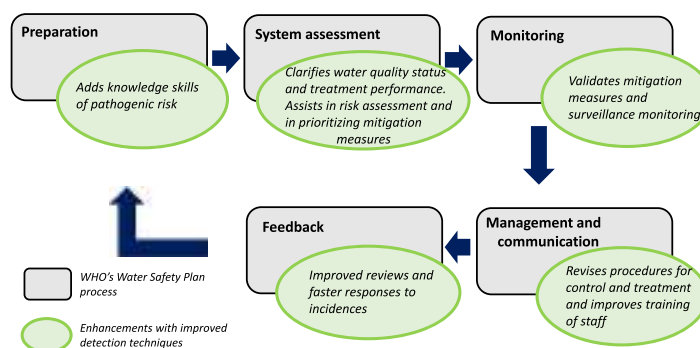 Preparation
Adds knowledge skills
of pathogenic risk
System assessment
Clarifies water quality status
and treatment performance.
Assists in risk assessment and
in prioritizing mitigation
measures
Monitoring
Validates mitigation
measures and
surveillance monitoring
Management and
communication
Revises procedures for
control and treatment
and improves training
of staff
Feedback
Improved reviews and
faster responses to
incidences
WHO's Water Safety Plan
process
Enhancements with improved
detection techniques